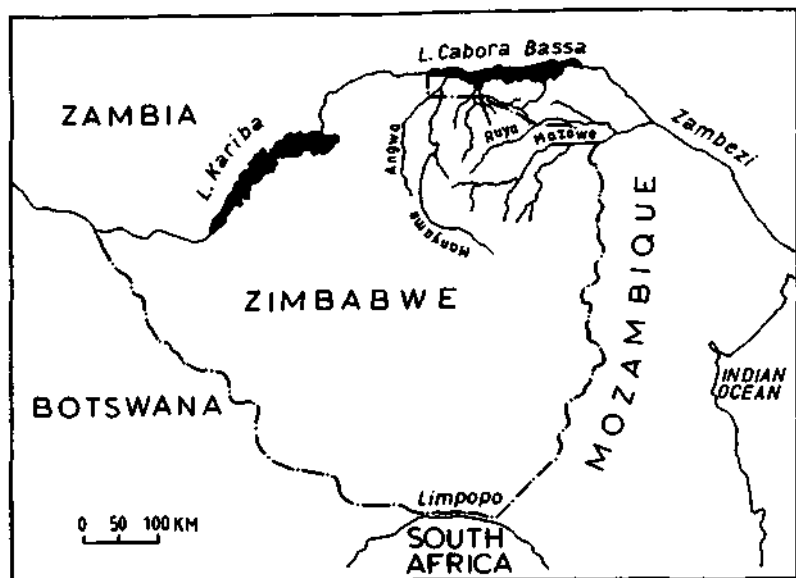 L. Cabora Bassa
ZAMBIA
L. Kariba
Angwa
Ruya
Mazowe
Zambezi
Manyame
ZIMBABWE
MOZAMBIQUE
BOTSWANA
INDIAN
OCEAN
Limpopo
0 50 100 KM
SOUTH
AFRICA